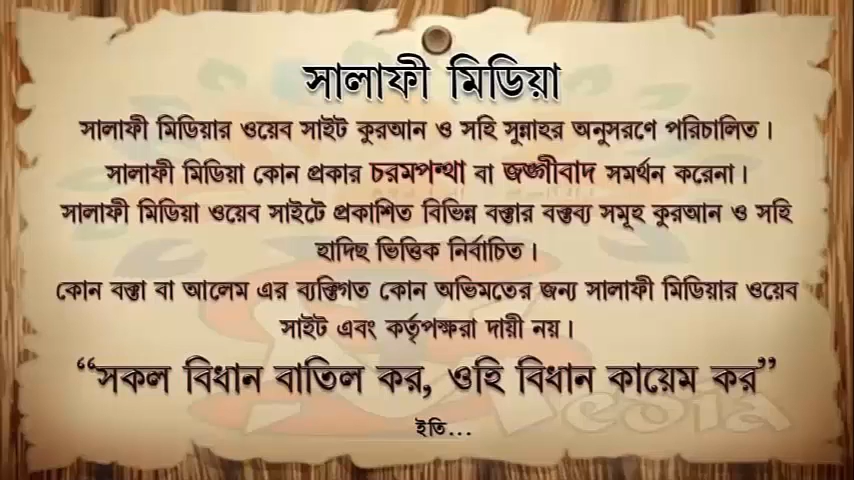 সালাফী মিডিয়া
সালাফী মিডিয়ার ওয়েব সাইট কুরআন ও সহি সুন্নাহর অনুসরণে পরিচালিত।
সালাফী মিডিয়া কোন প্রকার চরমপন্থা বা জঙ্গীবাদ সমর্থন করেনা।
সালাফী মিডিয়া ওয়েব সাইটে প্রকাশিত বিভিন্ন বক্তার বক্তব্য সমূহ কুরআন ও সহি
হাদিছ ভিত্তিক নির্বাচিত।
কোন বক্তা বা আলেম এর ব্যক্তিগত কোন অভিমতের জন্য সালাফী মিডিয়ার ওয়েব
সাইট এবং কর্তৃপক্ষরা দায়ী নয়।
“সকল বিধান বাতিল কর, ওহি বিধান কায়েম কর”
Media
ইতি...